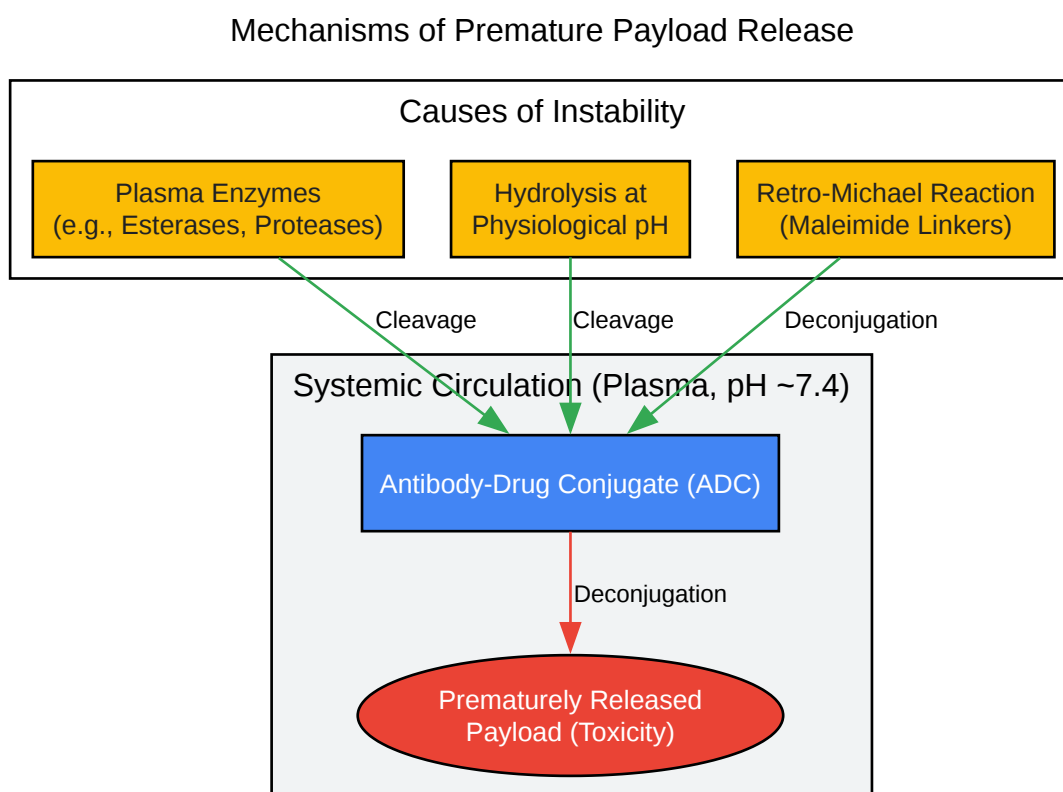 Mechanisms of Premature Payload Release
Causes of Instability
Plasma Enzymes
(e.g., Esterases, Proteases)
Hydrolysis at
Physiological pH
Retro-Michael Reaction
(Maleimide Linkers)
Cleavage
Cleavage
Deconjugation
Systemic Circulation (Plasma, pH ~7.4)
Antibody-Drug Conjugate (ADC)
Deconjugation
Prematurely Released
Payload (Toxicity)